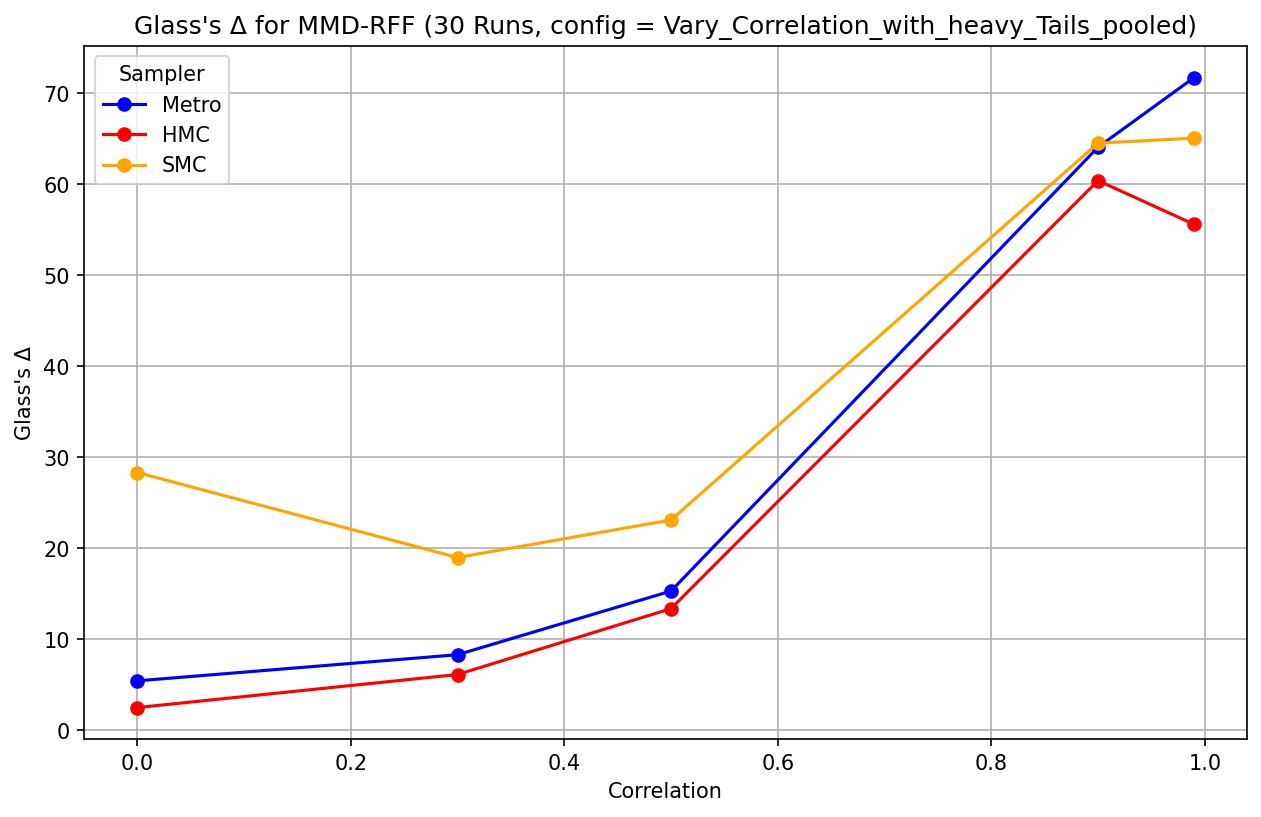 Glass's Δ for MMD-RFF (30 Runs, config = Vary_Correlation_with_heavy_Tails_pooled)
Sampler
Metro
HMC
SMC
Glass's Δ
70
60
50
40
30
20
10
0
0.0 0.2 0.4 0.6 0.8 1.0
Correlation